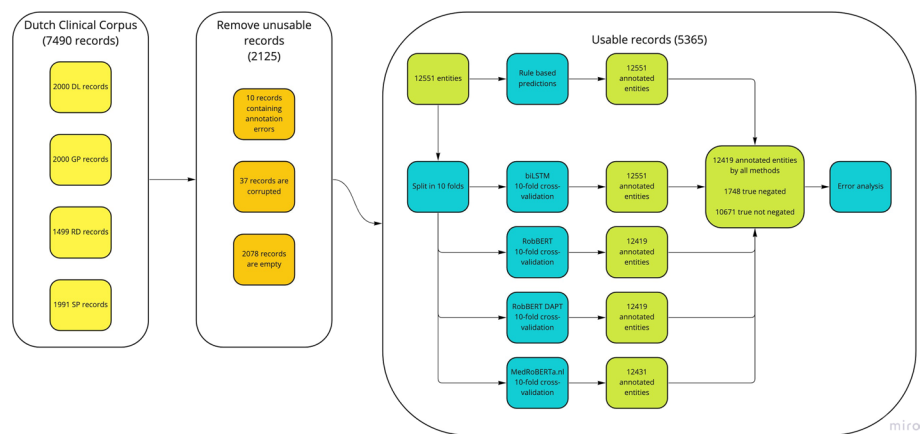 Dutch Clinical Corpus
(7490 records)
2000 DL records
2000 GP records
1499 RD records
1991 SP records
Remove unusable
records
(2125)
10 records
containing
annotation
errors
37 records are
corrupted
2078 records
are empty
Usable records (5365)
12551 entities
Rule based
predictions
12551
annotated
entities
Split in 10 folds
biLSTM
10-fold cross-
validation
12551
annotated
entities
RobBERT
10-fold cross-
validation
12419
annotated
entities
RobBERT DAPT
10-fold cross-
validation
12419
annotated
entities
MedRoBERTa.nl
10-fold cross-
validation
12431
annotated
entities
12419 annotated entities
by all methods
1748 true negated
10671 true not negated
Error analysis
miro